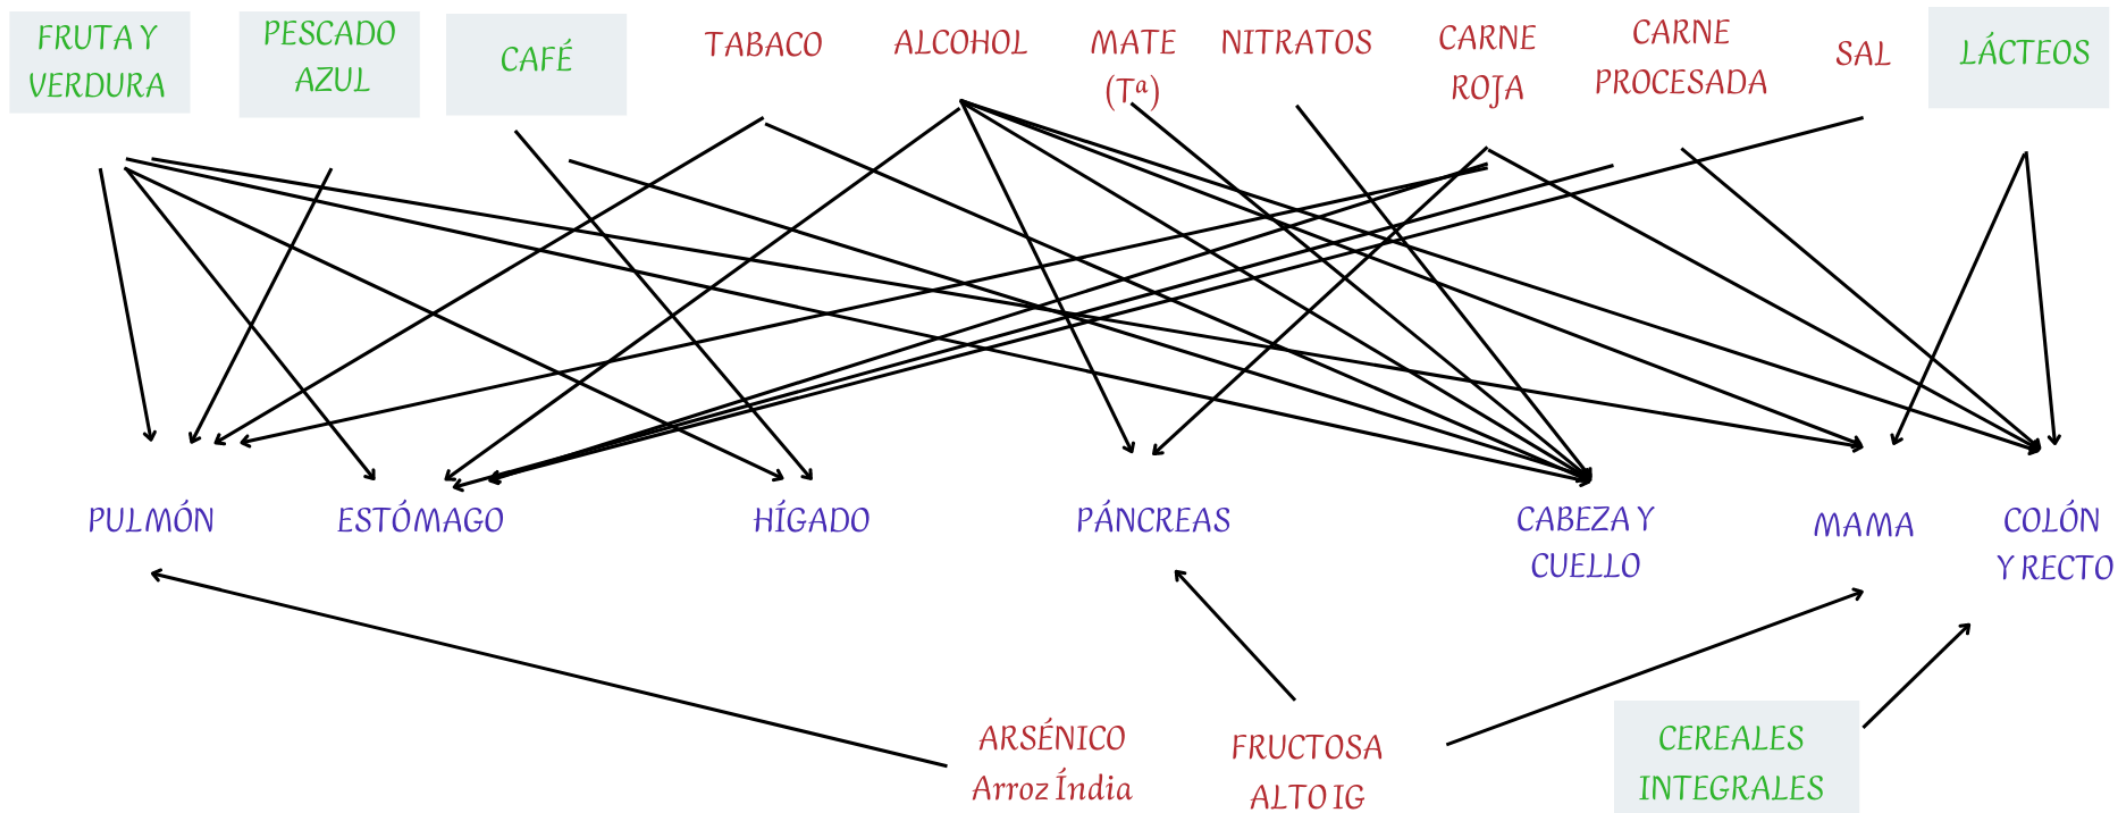 FRUTA Y
VERDURA
PESCADO
AZUL
CAFÉ
TABACO
ALCOHOL
MATE
(Tª)
NITRATOS
CARNE
ROJA
CARNE
PROCESADA
SAL
LÁCTEOS
PULMÓN
ESTÓMAGO
HÍGADO
PÁNCREAS
CABEZA Y
CUELLO
MAMA
COLÓN
Y RECTO
ARSÉNICO
Arroz Índia
FRUCTOSA
ALTO IG
CEREALES
INTEGRALES